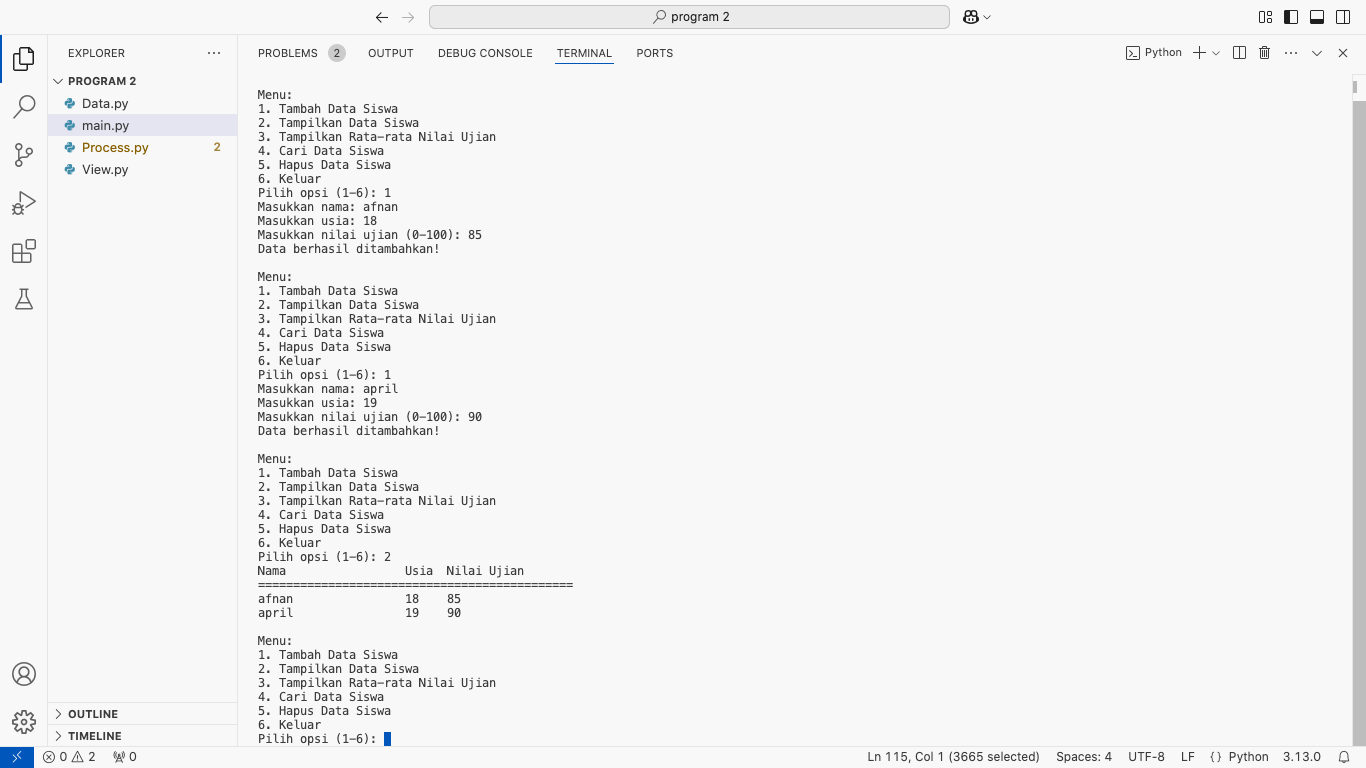 program 2
EXPLORER
PROGRAM 2
Data.py
main.py
Process.py 2
View.py
OUTLINE
TIMELINE
PROBLEMS 2 OUTPUT DEBUG CONSOLE TERMINAL PORTS
Python
Menu:
1. Tambah Data Siswa
2. Tampilkan Data Siswa
3. Tampilkan Rata-rata Nilai Ujian
4. Cari Data Siswa
5. Hapus Data Siswa
6. Keluar
Pilih opsi (1-6): 1
Masukkan nama: afnan
Masukkan usia: 18
Masukkan nilai ujian (0-100): 85
Data berhasil ditambahkan!
Menu:
1. Tambah Data Siswa
2. Tampilkan Data Siswa
3. Tampilkan Rata-rata Nilai Ujian
4. Cari Data Siswa
5. Hapus Data Siswa
6. Keluar
Pilih opsi (1-6): 1
Masukkan nama: april
Masukkan usia: 19
Masukkan nilai ujian (0-100): 90
Data berhasil ditambahkan!
Menu:
1. Tambah Data Siswa
2. Tampilkan Data Siswa
3. Tampilkan Rata-rata Nilai Ujian
4. Cari Data Siswa
5. Hapus Data Siswa
6. Keluar
Pilih opsi (1-6): 2
Nama Usia Nilai Ujian
=============================================
afnan 18 85
april 19 90
Menu:
1. Tambah Data Siswa
2. Tampilkan Data Siswa
3. Tampilkan Rata-rata Nilai Ujian
4. Cari Data Siswa
5. Hapus Data Siswa
6. Keluar
Pilih opsi (1-6):
0 2 0 Ln 115, Col 1 (3665 selected) Spaces: 4 UTF-8 LF {} Python 3.13.0